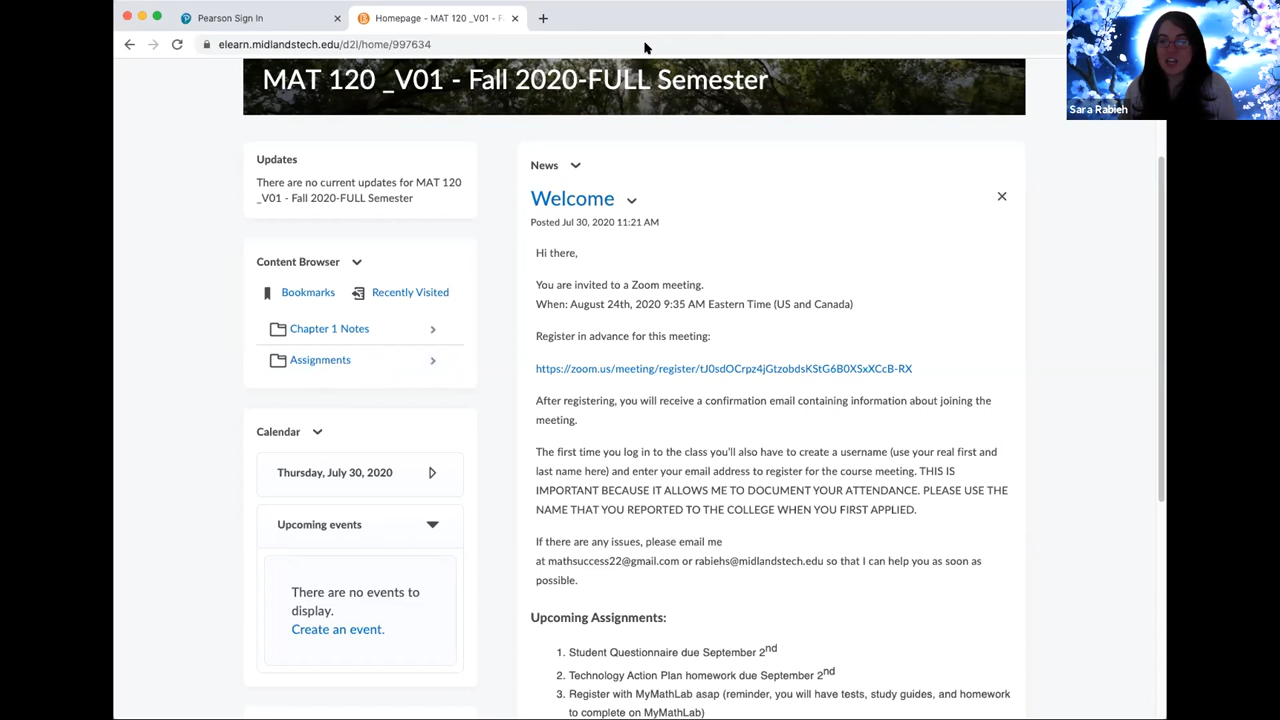 Pearson Sign In
Homepage - MAT 120 _V01 - F
elearn.midlandstech.edu/d2l/home/997634
Sara Rabieh
MAT 120 _V01 - Fall 2020-FULL Semester
Updates
There are no current updates for MAT 120
_V01 - Fall 2020-FULL Semester
Content Browser
Bookmarks
Recently Visited
Chapter 1 Notes
Assignments
Calendar
Thursday, July 30, 2020
Upcoming events
There are no events to
display.
Create an event.
News
Welcome
Posted Jul 30, 2020 11:21 AM
Hi there,
You are invited to a Zoom meeting.
When: August 24th, 2020 9:35 AM Eastern Time (US and Canada)
Register in advance for this meeting:
https://zoom.us/meeting/register/tJ0sdOCrpz4jGtzobdsKStG6B0XSxXCcB-RX
After registering, you will receive a confirmation email containing information about joining the
meeting.
The first time you log in to the class you'll also have to create a username (use your real first and
last name here) and enter your email address to register for the course meeting. THIS IS
IMPORTANT BECAUSE IT ALLOWS ME TO DOCUMENT YOUR ATTENDANCE. PLEASE USE THE
NAME THAT YOU REPORTED TO THE COLLEGE WHEN YOU FIRST APPLIED.
If there are any issues, please email me
at mathsuccess22@gmail.com or rabiehs@midlandstech.edu so that I can help you as soon as
possible.
Upcoming Assignments:
1. Student Questionnaire due September 2nd
2. Technology Action Plan homework due September 2nd
3. Register with MyMathLab asap (reminder, you will have tests, study guides, and homework
to complete on MyMathLab)